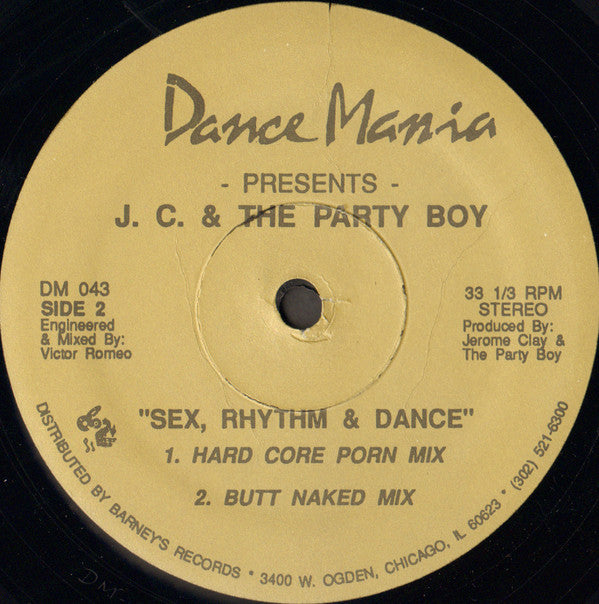 Dance Mania
- PRESENTS -
J. C. & THE PARTY BOY
DM 043
SIDE 2
Engineered
& Mixed By:
Victor Romeo
33 1/3 RPM
STEREO
Produced By:
Jerome Clay &
The Party Boy
"SEX, RHYTHM & DANCE"
1. HARD CORE PORN MIX
2. BUTT NAKED MIX
DISTRIBUTED BY BARNEY'S RECORDS • 3400 W. OGDEN, CHICAGO, IL 60623 • (302) 521-6300
DM